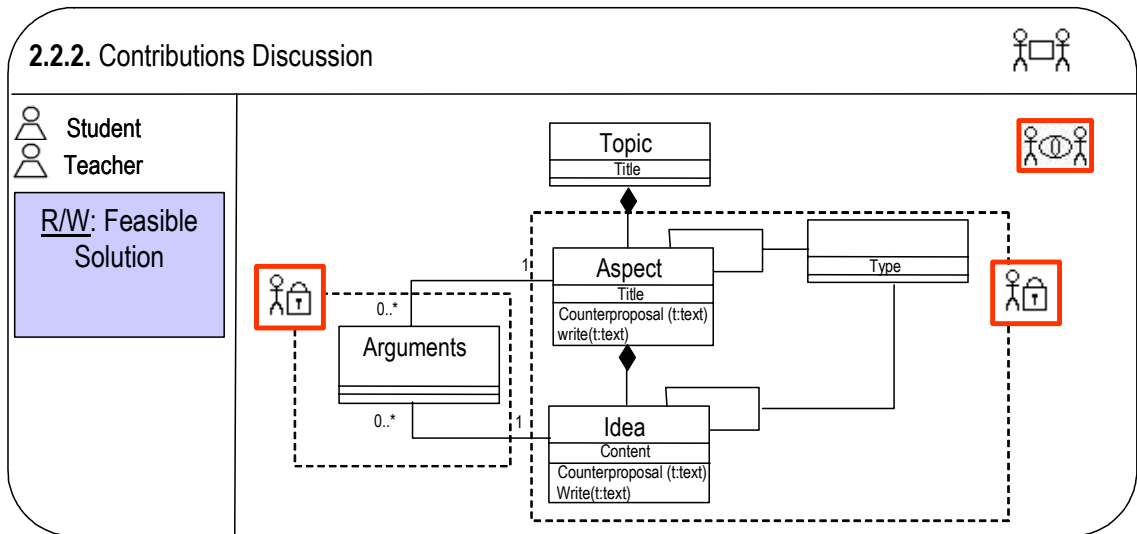 2.2.2. Contributions Discussion
Student
Teacher
R/W: Feasible
Solution
Topic
Title
Aspect
Title
Counterproposal (t:text)
write(t:text)
Type
1
0..*
Arguments
0..*
1
Idea
Content
Counterproposal (t:text)
Write(t:text)